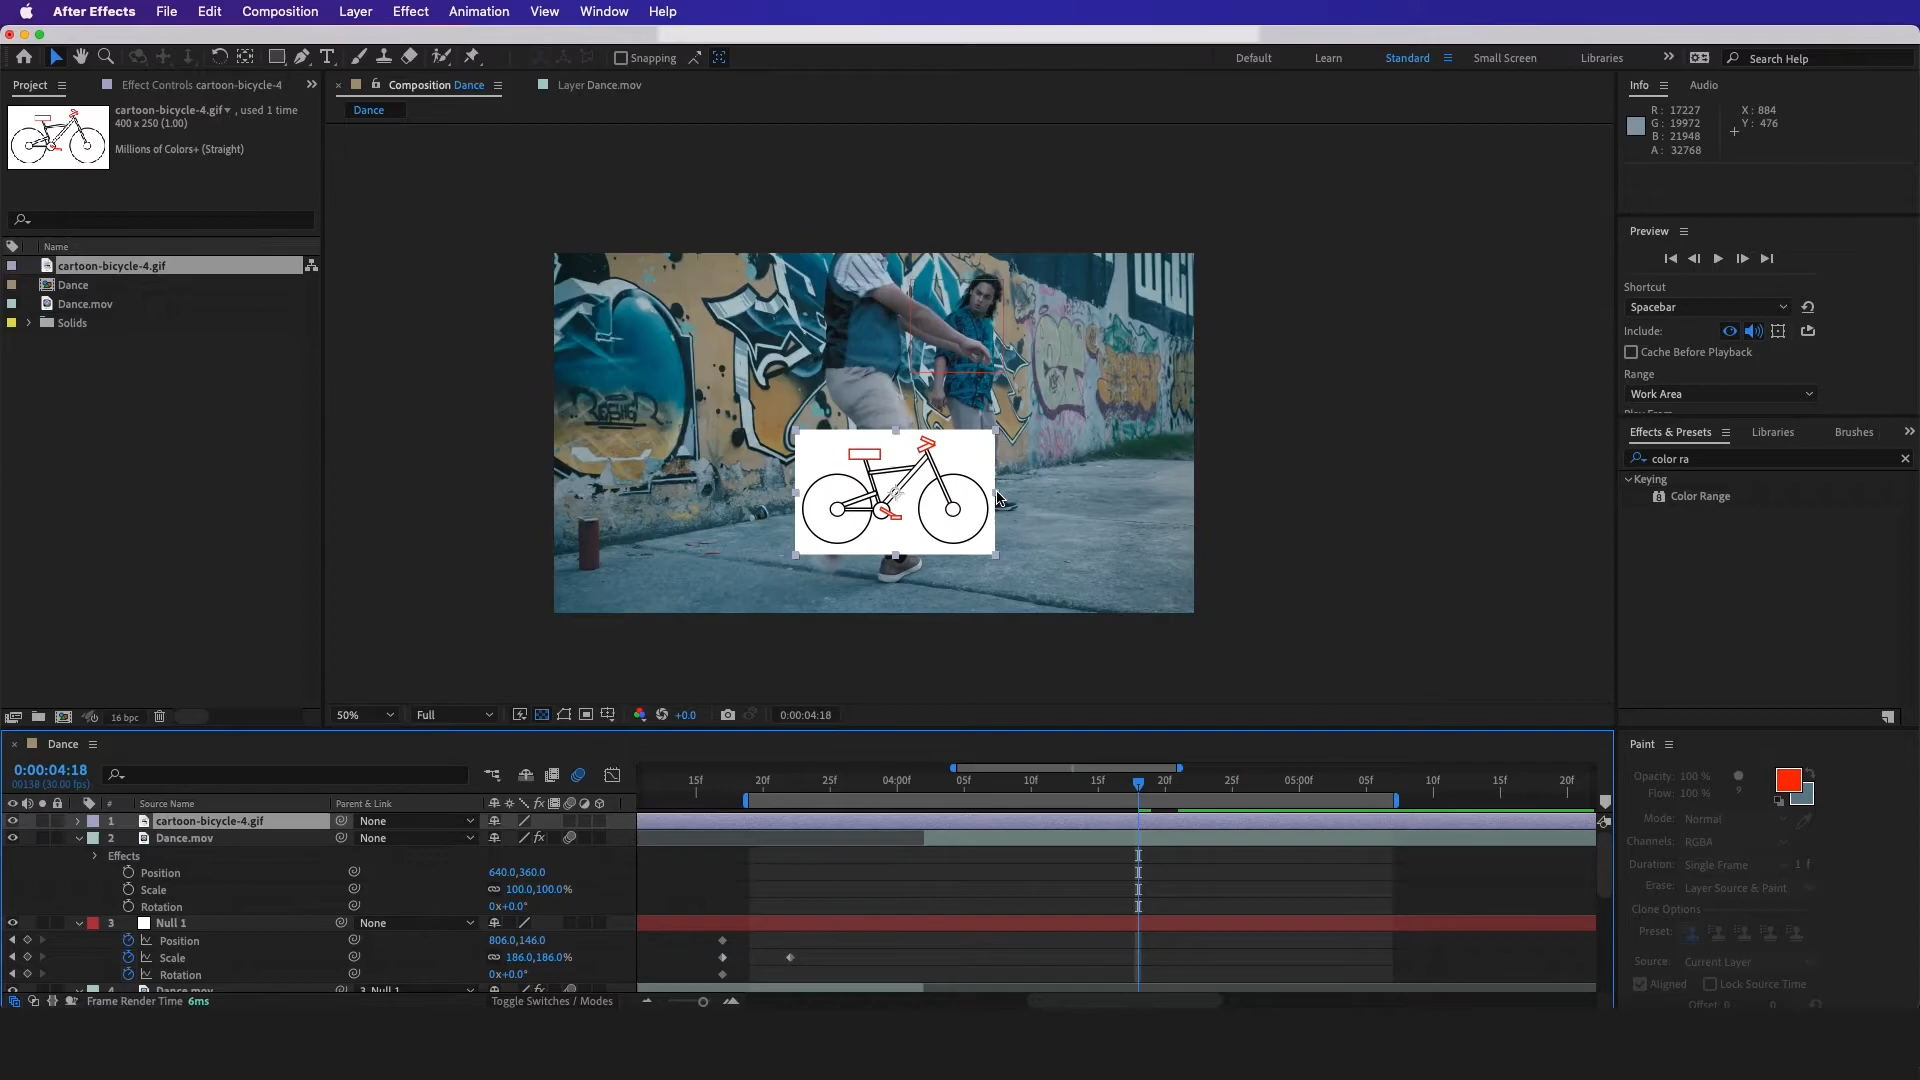 After Effects File Edit Composition Layer Effect Animation View Window Help
Snapping Default Learn Standard Small Screen Libraries Search Help
Project Effect Controls cartoon-bicycle-4
cartoon-bicycle-4.gif , used 1 time
400 x 250 (1.00)
Millions of Colors+ (Straight)
Name
cartoon-bicycle-4.gif
Dance
Dance.mov
Solids
16 bpc
Composition Dance Layer Dance.mov
Dance
50% Full +0.0 0:00:04:18
Info Audio
R: 17227
G: 19972
B: 21948
A: 32768
X: 884
Y: 476
Preview
Shortcut
Spacebar
Include:
Cache Before Playback
Range
Work Area
Effects & Presets Libraries Brushes
color ra
Keying
Color Range
Dance
0:00:04:18
00138 (30.00 fps)
15f 20f 25f 04:00f 05f 10f 15f 20f 25f 05:00f 05f 10f 15f 20f
# Source Name Parent & Link
1 cartoon-bicycle-4.gif None
2 Dance.mov None
Effects
Position 640.0,360.0
Scale 100.0,100.0%
Rotation 0x+0.0°
3 Null 1 None
Position 806.0,146.0
Scale 186.0,186.0%
Rotation 0x+0.0°
4 Dance.mov 3. Null 1
Frame Render Time 6ms Toggle Switches / Modes
Paint
Opacity: 100 %
Flow: 100 % 9
Mode: Normal
Channels: RGBA
Duration: Single Frame 1 f
Erase: Layer Source & Paint
Clone Options
Preset:
Source: Current Layer
Aligned Lock Source Time
Offset: 0 0